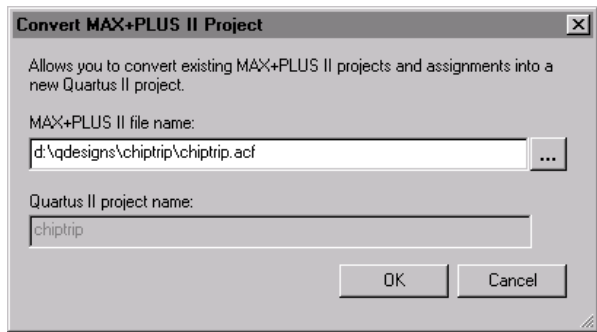 Convert MAX+PLUS II Project
Allows you to convert existing MAX+PLUS II projects and assignments into a
new Quartus II project.
MAX+PLUS II file name:
d:\qdesigns\chiptrip\chiptrip.acf
...
Quartus II project name:
chiptrip
OK Cancel